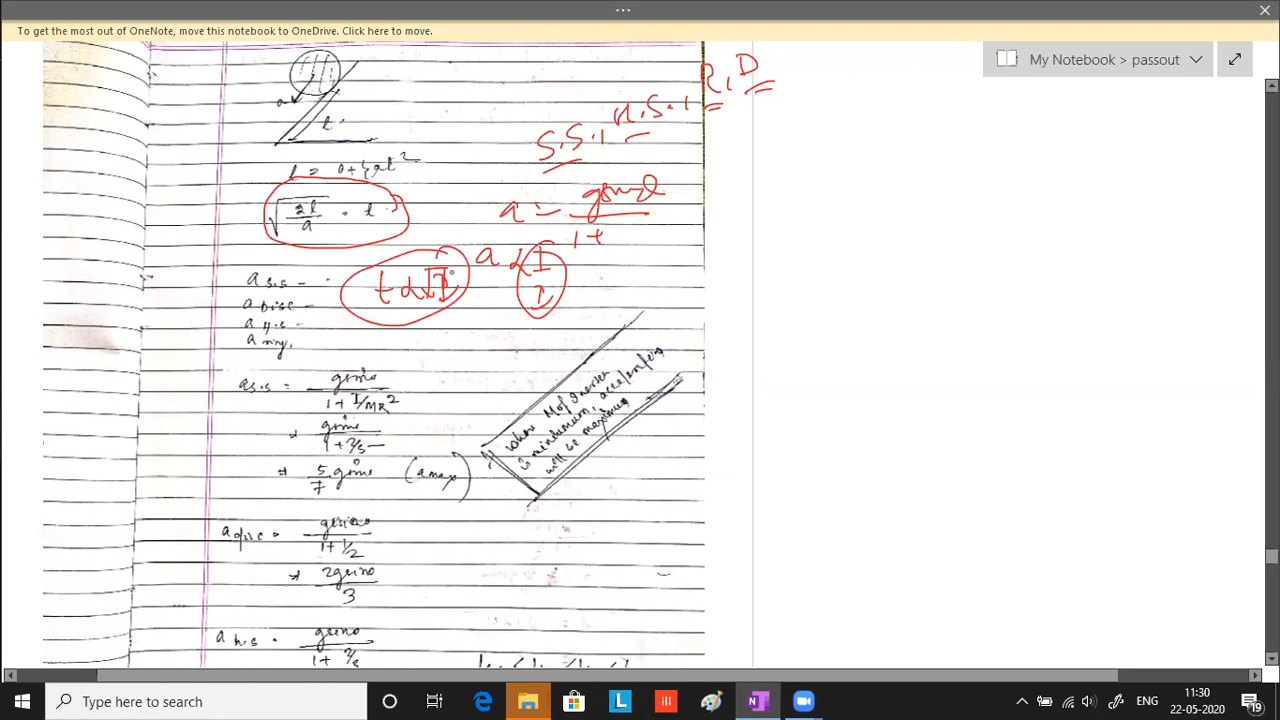 To get the most out of OneNote, move this notebook to OneDrive. Click here to move.
My Notebook > passout
S.S., H.S., R, D
a
l
l = 0 + ½at²
√2l/a = t
a = gsinθ
1+
a α 1/I
t α √I
a s.s -
a Disc -
a H.s -
a ring.
a s.s = gsinθ
1 + I/MR²
→ gsinθ
1 + 2/5
→ 5/7 gsinθ (a max)
When M of Inertia
is minimum, acceleration
will be maximum
a disc = gsinθ
1 + 1/2
→ 2gsinθ
3
a h.s = gsinθ
1 + 2/3
Type here to search
ENG
11:30
22-05-2020
19